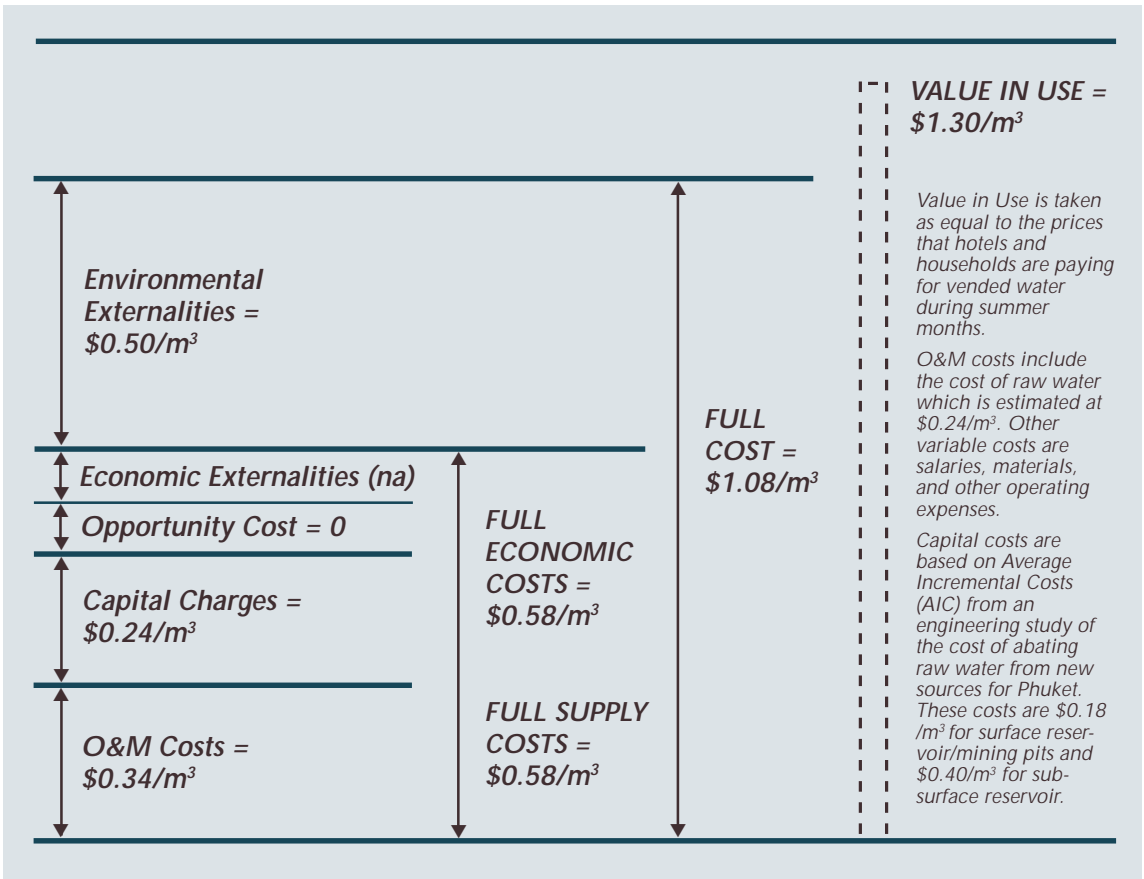 VALUE IN USE =
$1.30/m³
Value in Use is taken
as equal to the prices
that hotels and
households are paying
for vended water
during summer
months.
O&M costs include
the cost of raw water
which is estimated at
$0.24/m³. Other
variable costs are
salaries, materials,
and other operating
expenses.
Capital costs are
based on Average
Incremental Costs
(AIC) from an
engineering study of
the cost of abating
raw water from new
sources for Phuket.
These costs are $0.18
/m³ for surface reser-
voir/mining pits and
$0.40/m³ for sub-
surface reservoir.
Environmental
Externalities =
$0.50/m³
Economic Externalities (na)
Opportunity Cost = 0
Capital Charges =
$0.24/m³
O&M Costs =
$0.34/m³
FULL
ECONOMIC
COSTS =
$0.58/m³
FULL SUPPLY
COSTS =
$0.58/m³
FULL
COST =
$1.08/m³